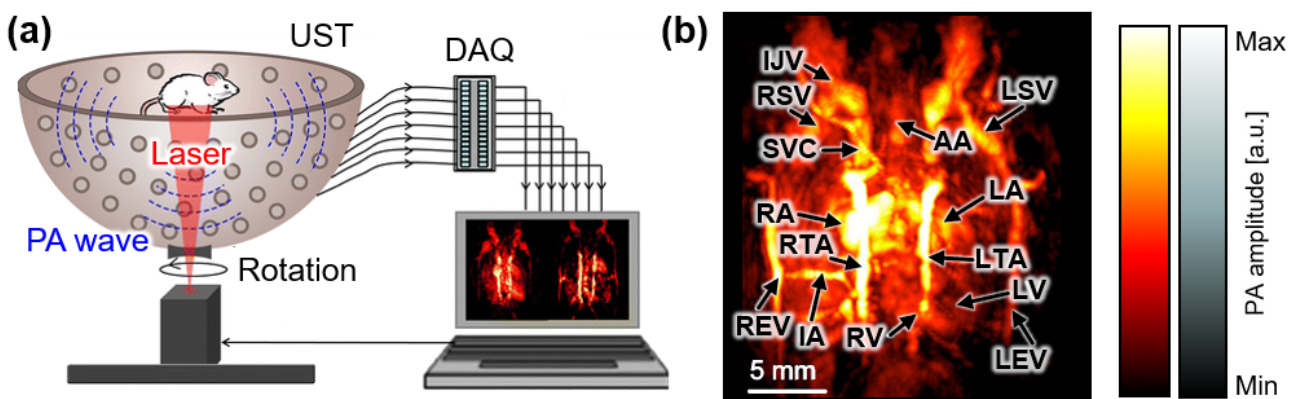 (a)
UST
DAQ
Laser
PA wave
Rotation
(b)
IJV
RSV
LSV
AA
SVC
RA
LA
RTA
LTA
LV
REV
IA
RV
LEV
5 mm
Max
PA amplitude [a.u.]
Min